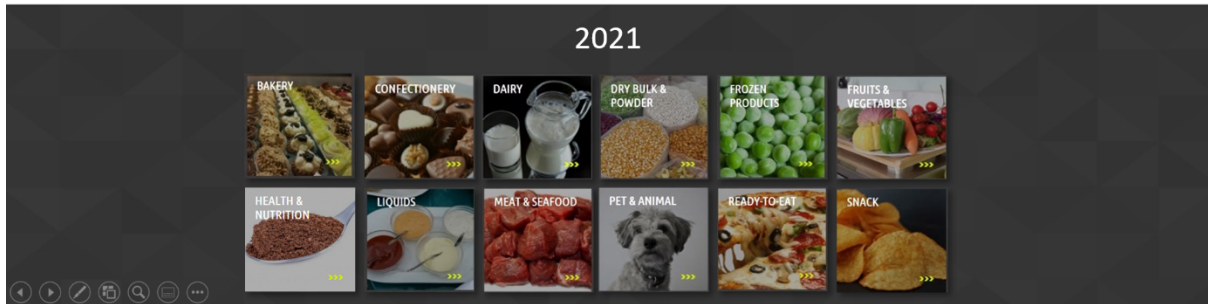 2021
BAKERY
>>>
CONFECTIONERY
>>>
DAIRY
>>>
DRY BULK &
POWDER
>>>
FROZEN
PRODUCTS
>>>
FRUITS &
VEGETABLES
>>>
HEALTH &
NUTRITION
>>>
LIQUIDS
>>>
MEAT & SEAFOOD
>>>
PET & ANIMAL
>>>
READY-TO-EAT
>>>
SNACK
>>>